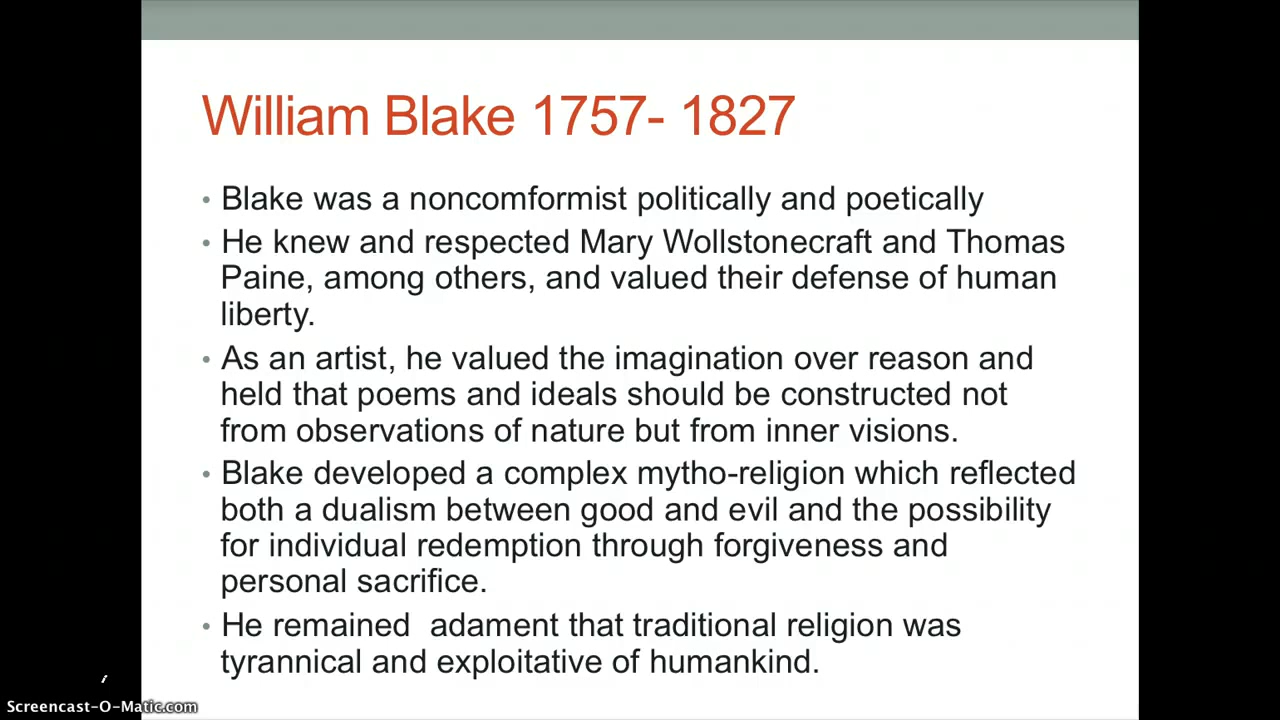 William Blake 1757- 1827
• Blake was a noncomformist politically and poetically
• He knew and respected Mary Wollstonecraft and Thomas
Paine, among others, and valued their defense of human
liberty.
• As an artist, he valued the imagination over reason and
held that poems and ideals should be constructed not
from observations of nature but from inner visions.
• Blake developed a complex mytho-religion which reflected
both a dualism between good and evil and the possibility
for individual redemption through forgiveness and
personal sacrifice.
• He remained  adament that traditional religion was
tyrannical and exploitative of humankind.
Screencast-O-Matic.com